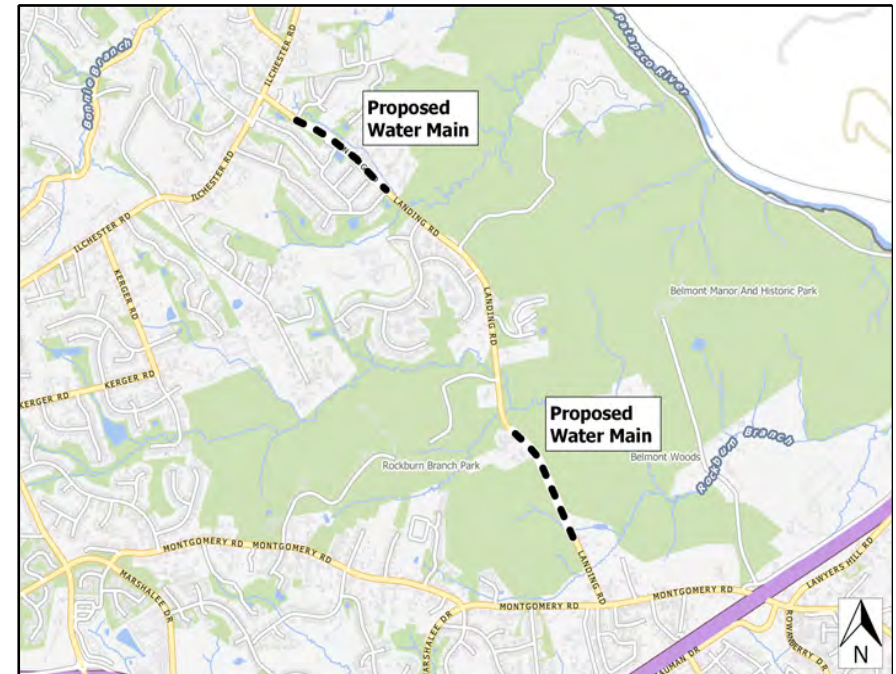 Patapsco River
Bonnie Branch
ILCHESTER RD
Proposed
Water Main
ILCHESTER RD
LANDING RD
ILCHESTER RD
KERGER RD
LANDING RD
Belmont Manor And Historic Park
KERGER RD
KERGER RD
Proposed
Water Main
Rockburn Branch Park
Belmont Woods
Rockburn Branch
MONTGOMERY RD
MONTGOMERY RD
LANDING RD
LAWYERS HILL RD
MARSHALEE DR
MONTGOMERY RD
MONTGOMERY RD
MARSHALEE DR
ROWANBERRY DR
N